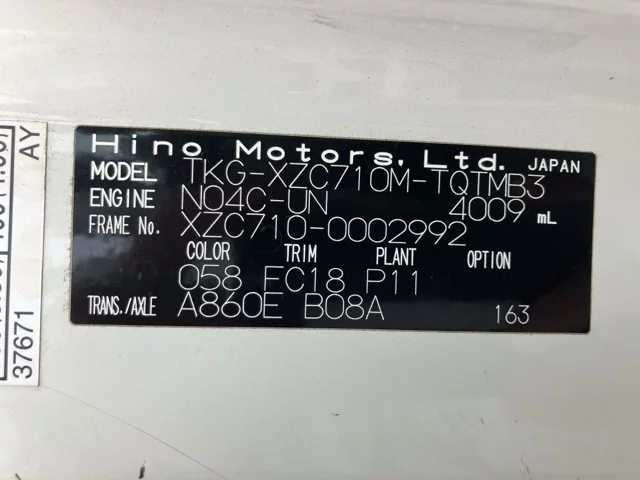 Hino Motors, Ltd. JAPAN
MODEL TKG-XZC710M-TQTMB3
ENGINE N04C-UN 4009 mL
FRAME No. XZC710-0002992
COLOR TRIM PLANT OPTION
058 EC18 P11
TRANS./AXLE A860E B08A 163
AY
37671